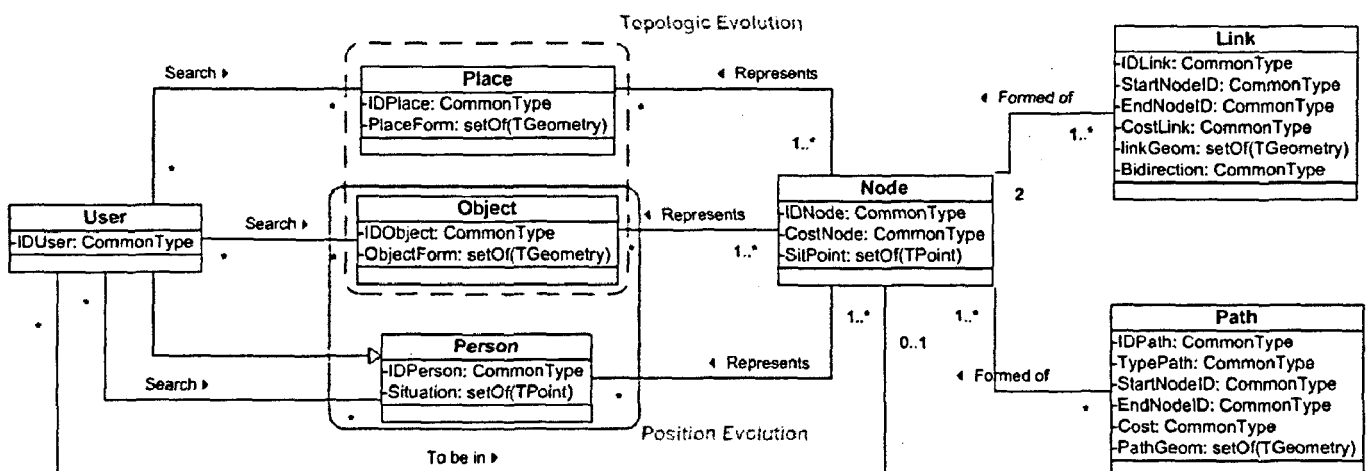 Topologic Evolution
Search ▸
Place
-IDPlace: CommonType
-PlaceForm: setOf(TGeometry)
*
*
*
◂ Represents
1..*
Link
-IDLink: CommonType
-StartNodeID: CommonType
-EndNodeID: CommonType
-CostLink: CommonType
-linkGeom: setOf(TGeometry)
-Bidirection: CommonType
◂ Formed of
1..*
2
User
-IDUser: CommonType
Search ▸
*
*
Object
-IDObject: CommonType
-ObjectForm: setOf(TGeometry)
*
◂ Represents
1..*
Node
-IDNode: CommonType
-CostNode: CommonType
-SitPoint: setOf(TPoint)
*
*
Search ▸
Person
-IDPerson: CommonType
-Situation: setOf(TPoint)
*
*
◂ Represents
1..*
0..1
1..*
◂ Formed of
*
Path
-IDPath: CommonType
-TypePath: CommonType
-StartNodeID: CommonType
-EndNodeID: CommonType
-Cost: CommonType
-PathGeom: setOf(TGeometry)
Position Evolution
To be in ▸